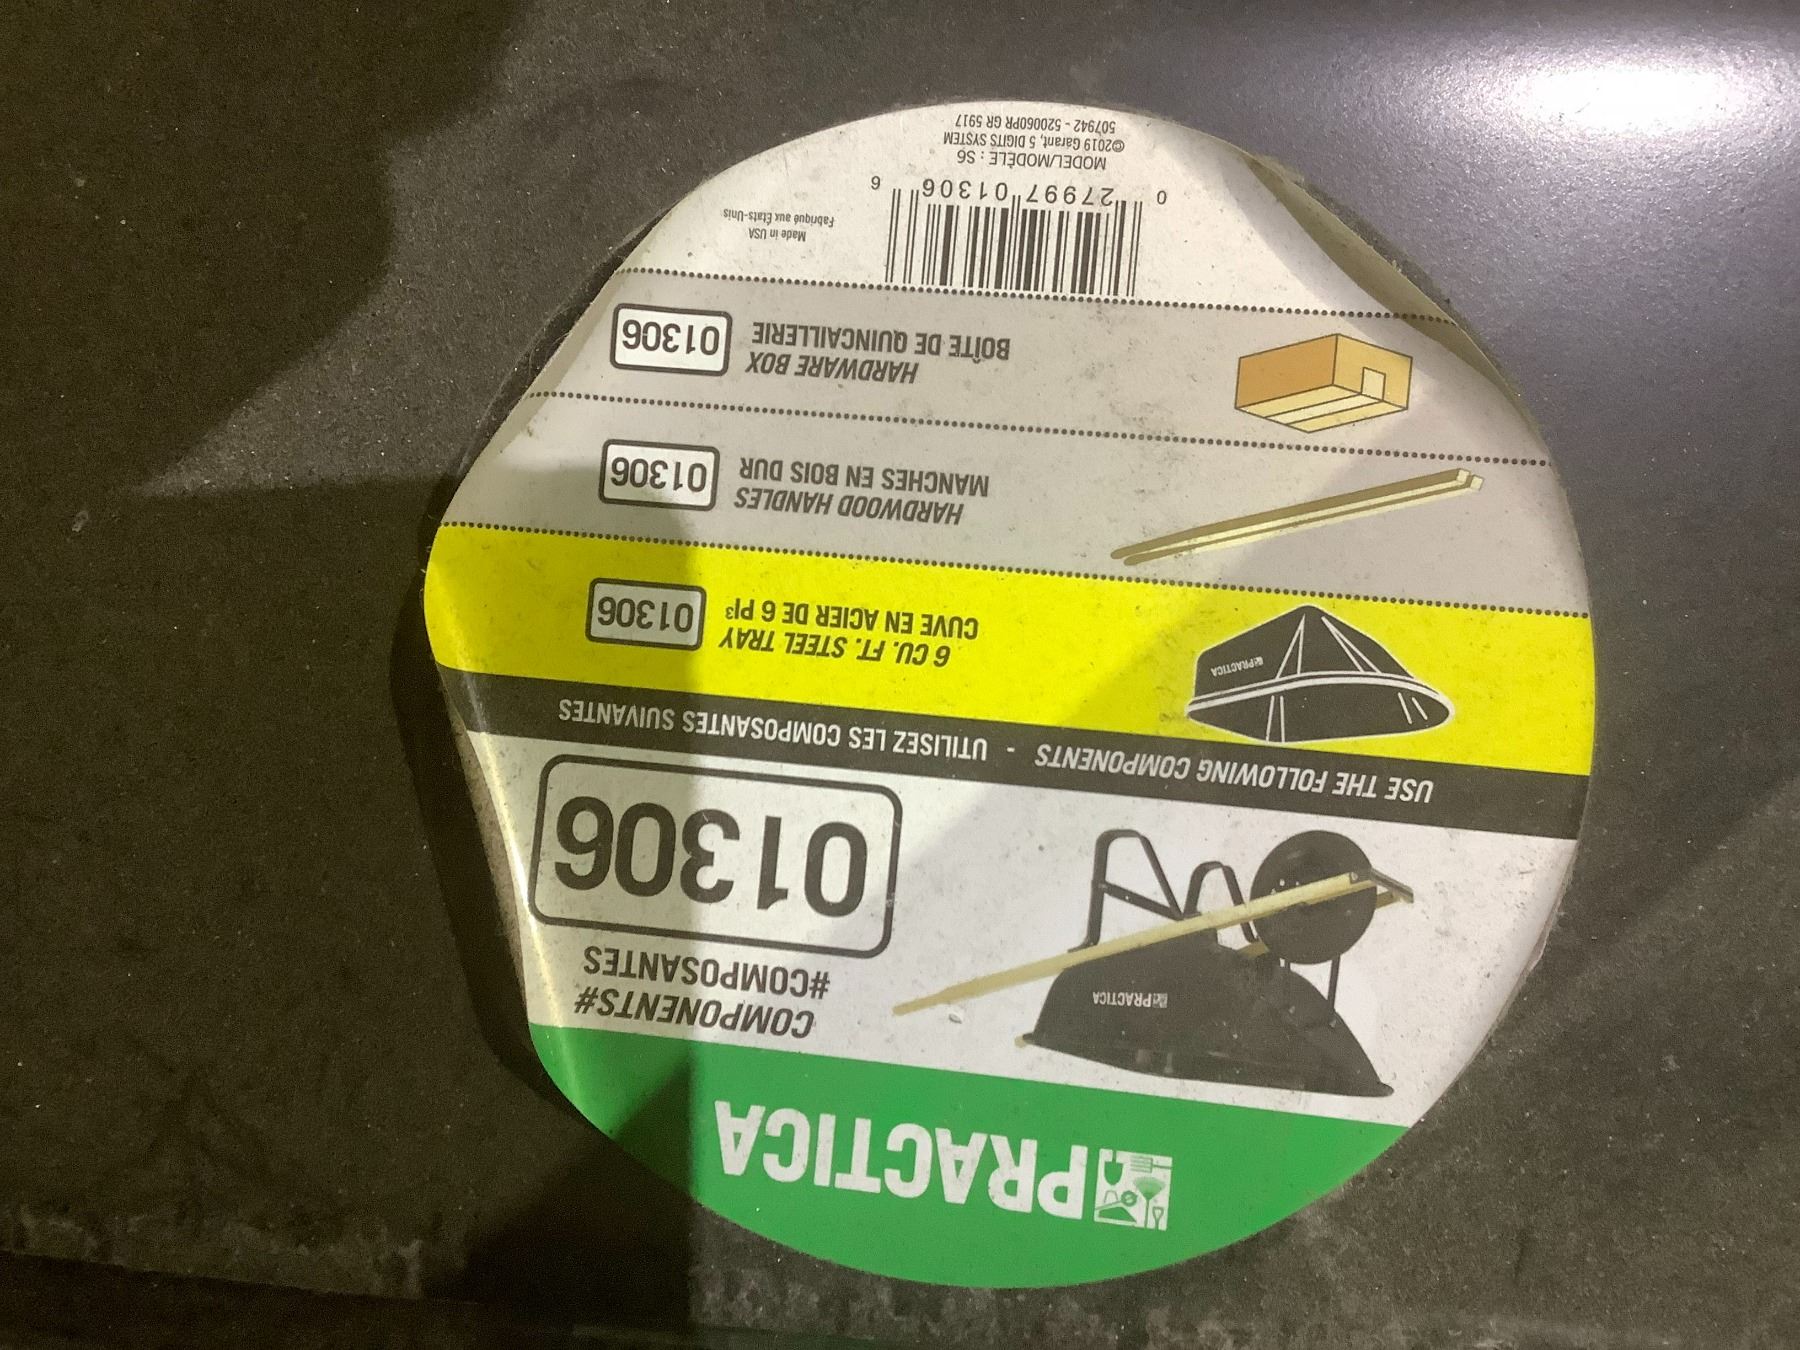 PRACTICA
COMPONENTS#
#COMPOSANTES
01306
PRACTICA
USE THE FOLLOWING COMPONENTS - UTILISEZ LES COMPOSANTES SUIVANTES
PRACTICA
6 CU. FT. STEEL TRAY
CUVE EN ACIER DE 6 PI³
01306
HARDWOOD HANDLES
MANCHES EN BOIS DUR
01306
HARDWARE BOX
BOÎTE DE QUINCAILLERIE
01306
0 27997 01306 6
Made in USA
Fabriqué aux États-Unis
MODEL/MODÈLE : S6
©2019 Garant, 5 DIGITS SYSTEM
507942 - 520060PR GR 5917